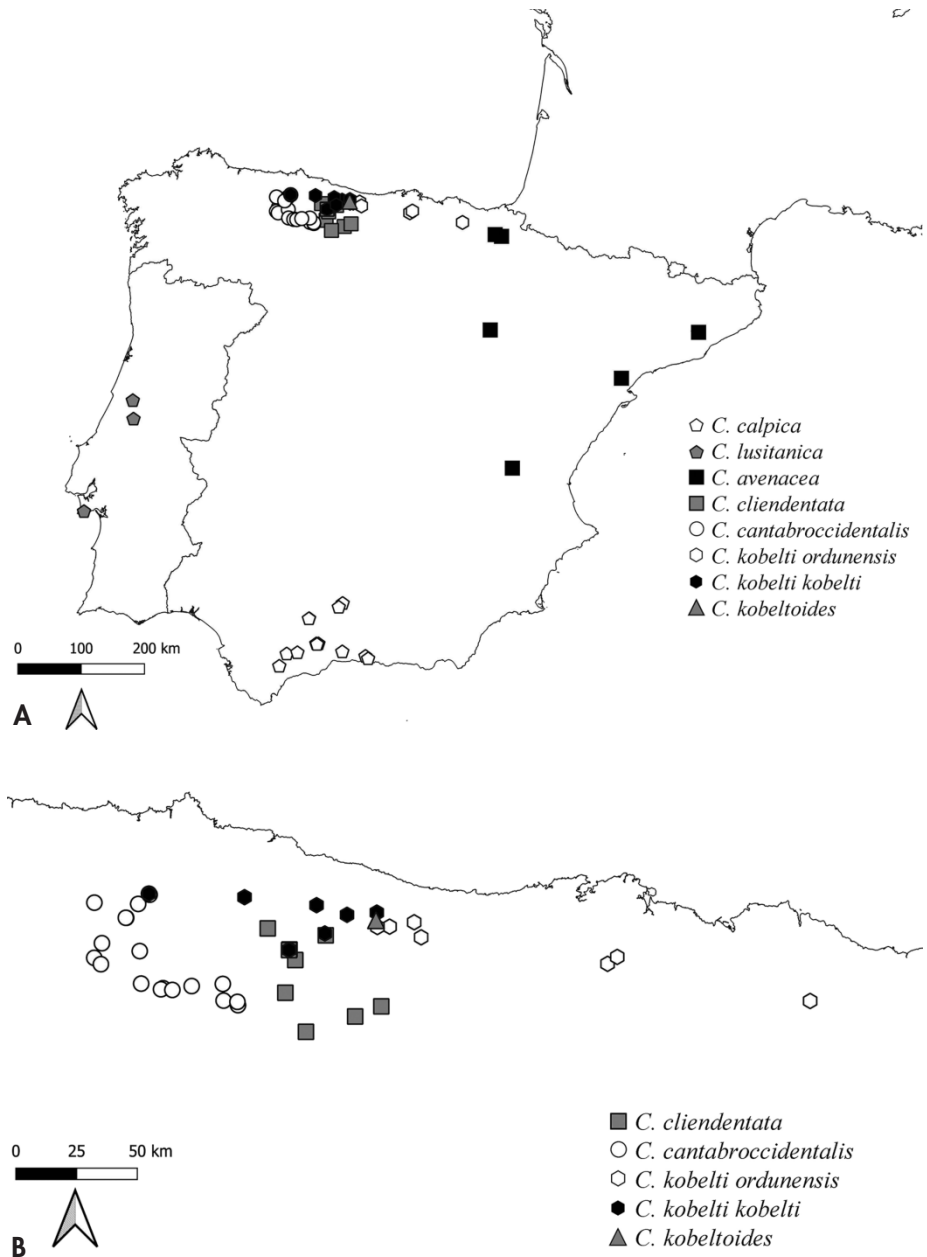 C. calpica
C. lusitanica
C. avenacea
C. cliendentata
C. cantabroccidentalis
C. kobelti ordunensis
C. kobelti kobelti
C. kobeltoides
0 100 200 km
A
C. cliendentata
C. cantabroccidentalis
C. kobelti ordunensis
C. kobelti kobelti
C. kobeltoides
0 25 50 km
B